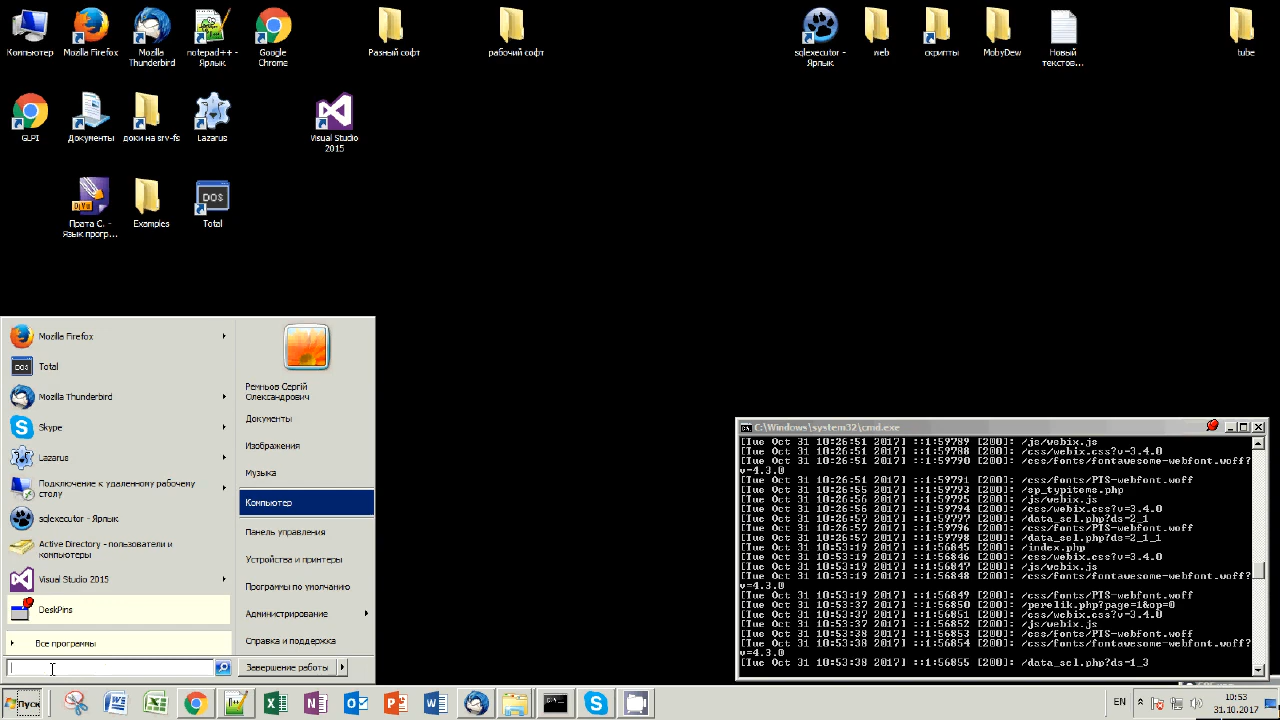 Компьютер
Mozilla Firefox
Mozilla
Thunderbird
notepad++ -
Ярлык
Google
Chrome
Разный софт
рабочий софт
sqlexecutor -
Ярлык
web
скрипты
MobyDew
Новый
текстов...
tube
GLPI
Документы
доки на srv-fs
Lazarus
Visual Studio
2015
Прата С. -
Язык прогр...
Examples
DOS
Total
Mozilla Firefox
Total
Mozilla Thunderbird
Skype
Lazarus
Подключение к удаленному рабочему
столу
sqlexecutor - Ярлык
Active Directory - пользователи и
компьютеры
Visual Studio 2015
DeskPins
Все программы
Ремньов Сергій
Олександрович
Документы
Изображения
Музыка
Компьютер
Панель управления
Устройства и принтеры
Программы по умолчанию
Администрирование
Справка и поддержка
Завершение работы
C:\Windows\system32\cmd.exe
[Tue Oct 31 10:26:51 2017] ::1:59789 [200]: /js/webix.js
[Tue Oct 31 10:26:51 2017] ::1:59788 [200]: /css/webix.css?v=3.4.0
[Tue Oct 31 10:26:51 2017] ::1:59790 [200]: /css/fonts/fontawesome-webfont.woff?
v=4.3.0
[Tue Oct 31 10:26:51 2017] ::1:59791 [200]: /css/fonts/PTS-webfont.woff
[Tue Oct 31 10:26:55 2017] ::1:59793 [200]: /sp_typitems.php
[Tue Oct 31 10:26:56 2017] ::1:59795 [200]: /js/webix.js
[Tue Oct 31 10:26:56 2017] ::1:59794 [200]: /css/webix.css?v=3.4.0
[Tue Oct 31 10:26:57 2017] ::1:59797 [200]: /data_scl.php?ds=2_1
[Tue Oct 31 10:26:56 2017] ::1:59796 [200]: /css/fonts/PTS-webfont.woff
[Tue Oct 31 10:26:57 2017] ::1:59798 [200]: /data_scl.php?ds=2_1_1
[Tue Oct 31 10:53:19 2017] ::1:56845 [200]: /index.php
[Tue Oct 31 10:53:19 2017] ::1:56846 [200]: /css/webix.css?v=3.4.0
[Tue Oct 31 10:53:19 2017] ::1:56847 [200]: /js/webix.js
[Tue Oct 31 10:53:19 2017] ::1:56848 [200]: /css/fonts/fontawesome-webfont.woff?
v=4.3.0
[Tue Oct 31 10:53:19 2017] ::1:56849 [200]: /css/fonts/PTS-webfont.woff
[Tue Oct 31 10:53:37 2017] ::1:56850 [200]: /perelik.php?page=1&op=0
[Tue Oct 31 10:53:38 2017] ::1:56851 [200]: /css/webix.css?v=3.4.0
[Tue Oct 31 10:53:38 2017] ::1:56852 [200]: /js/webix.js
[Tue Oct 31 10:53:38 2017] ::1:56853 [200]: /css/fonts/PTS-webfont.woff
[Tue Oct 31 10:53:38 2017] ::1:56854 [200]: /css/fonts/fontawesome-webfont.woff?
v=4.3.0
[Tue Oct 31 10:53:38 2017] ::1:56855 [200]: /data_scl.php?ds=1_3
Пуск
EN
10:53
31.10.2017